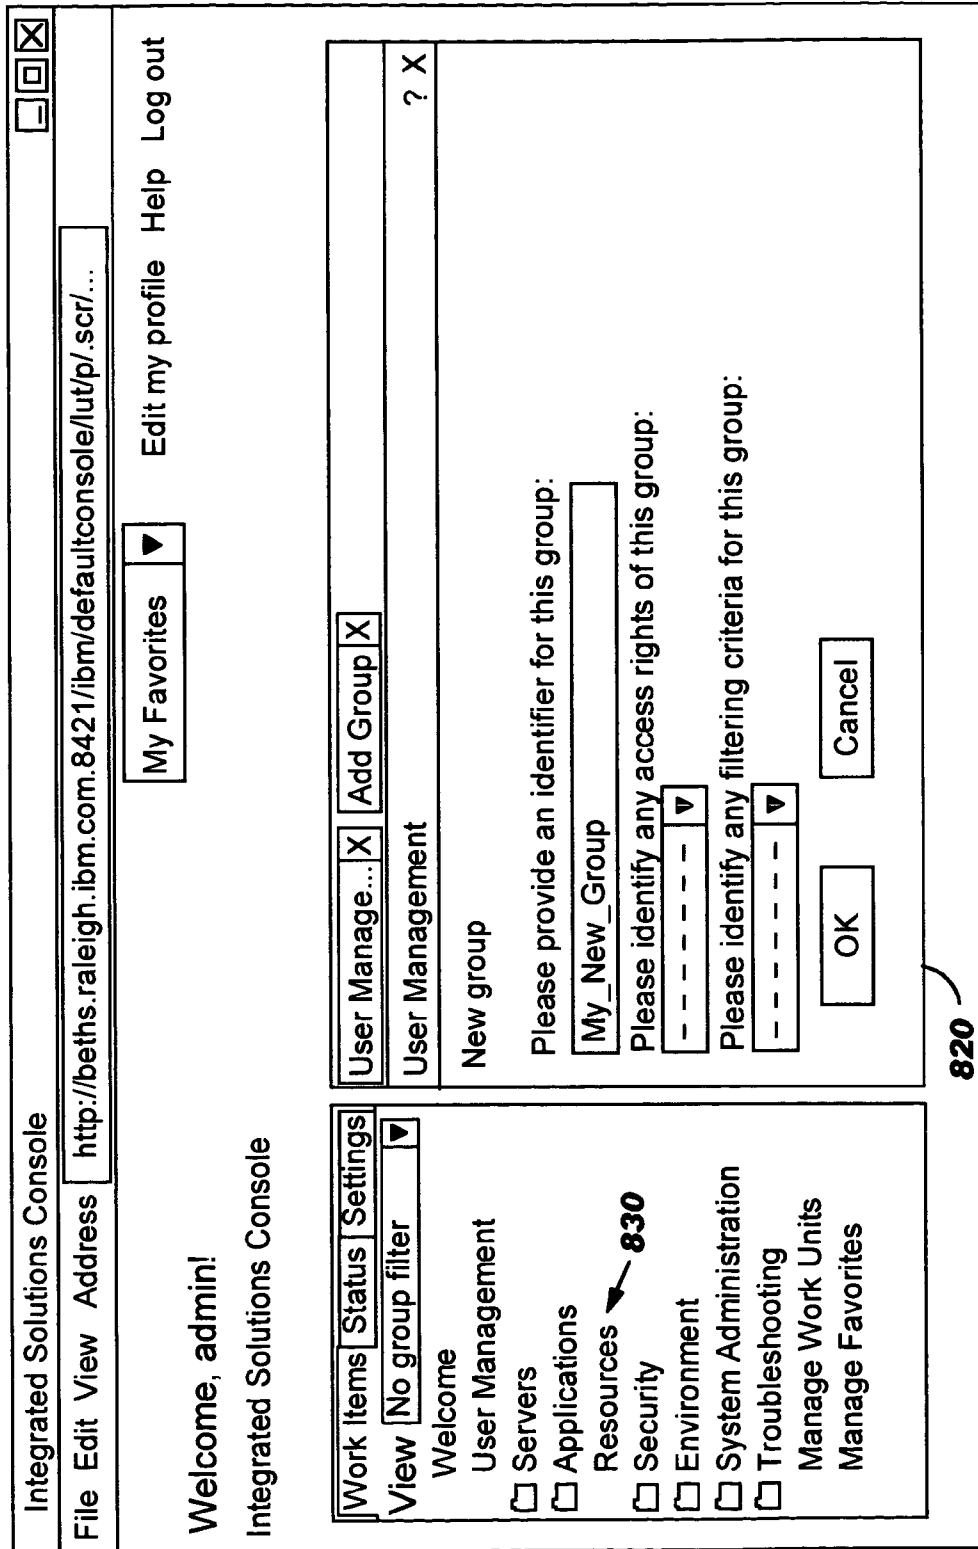 Integrated Solutions Console
File Edit View Address http://beths.raleigh.ibm.com.8421/ibm/defaultconsole/lut/p/.scr/...
My Favorites Edit my profile Help Log out
Welcome, admin!
Integrated Solutions Console
Work Items Status Settings
View No group filter
Welcome
User Management
Servers
Applications
Resources 830
Security
Environment
System Administration
Troubleshooting
Manage Work Units
Manage Favorites
User Manage... X Add Group X
User Management ? X
New group
Please provide an identifier for this group:
My_New_Group
Please identify any access rights of this group:
Please identify any filtering criteria for this group:
OK Cancel
820